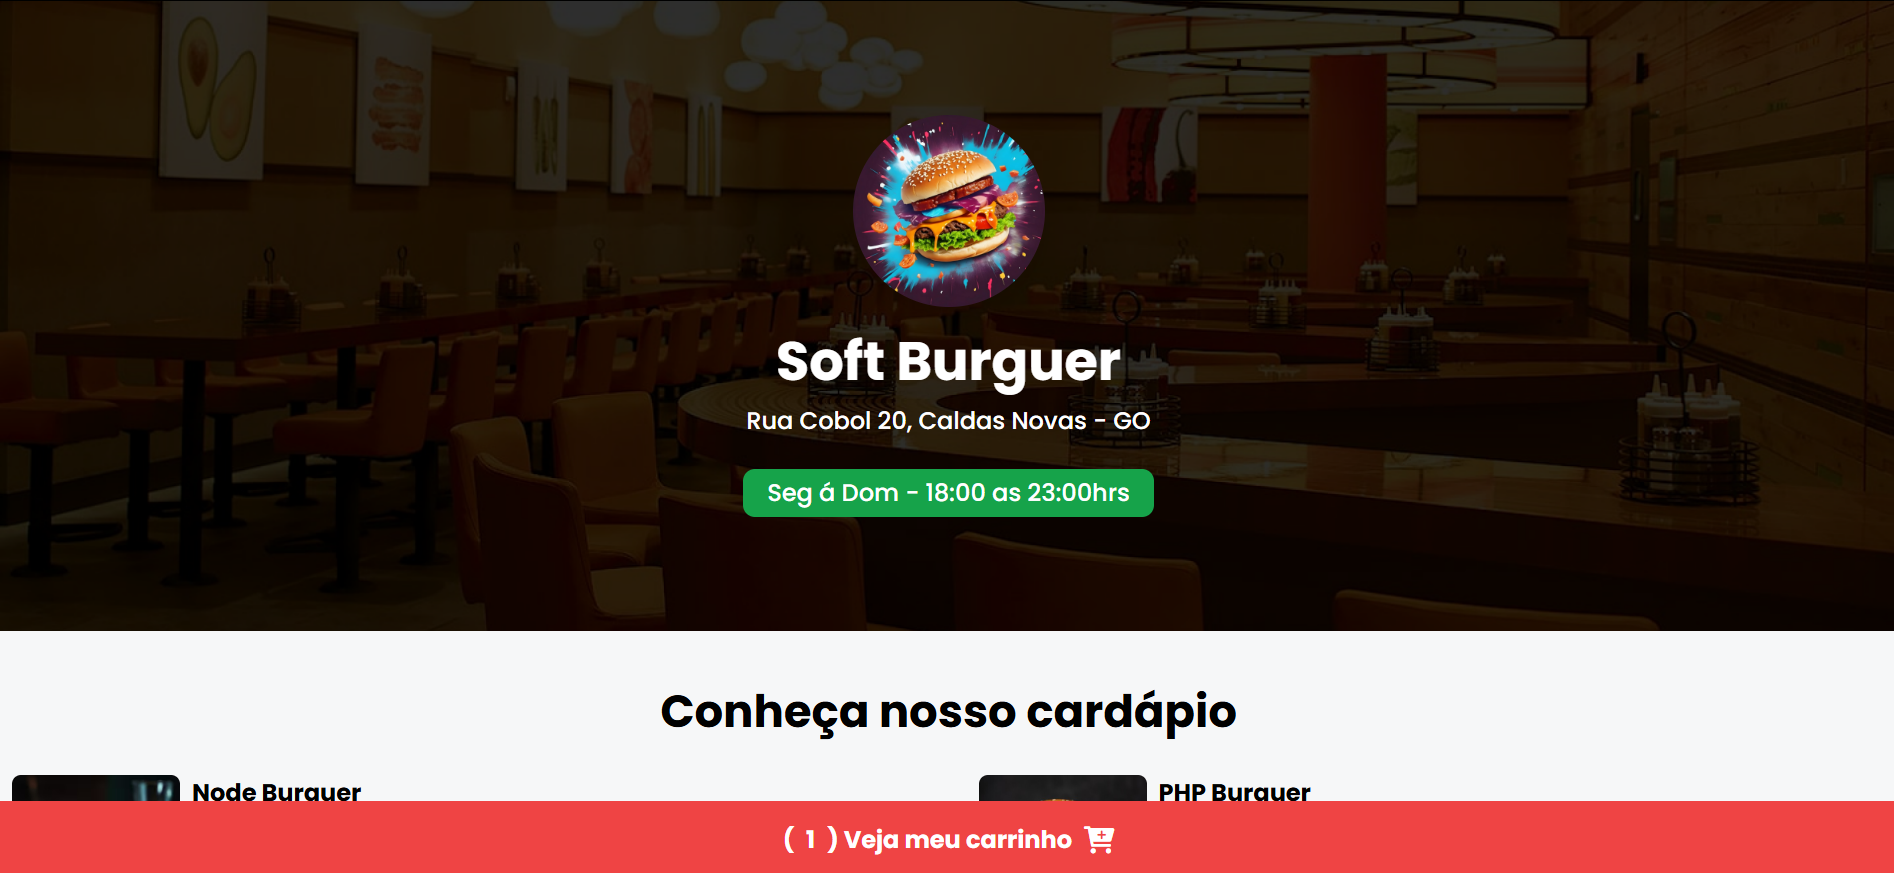 Soft Burguer
Rua Cobol 20, Caldas Novas - GO
Seg á Dom - 18:00 as 23:00hrs
Conheça nosso cardápio
Node Burguer
PHP Burguer
( 1 ) Veja meu carrinho